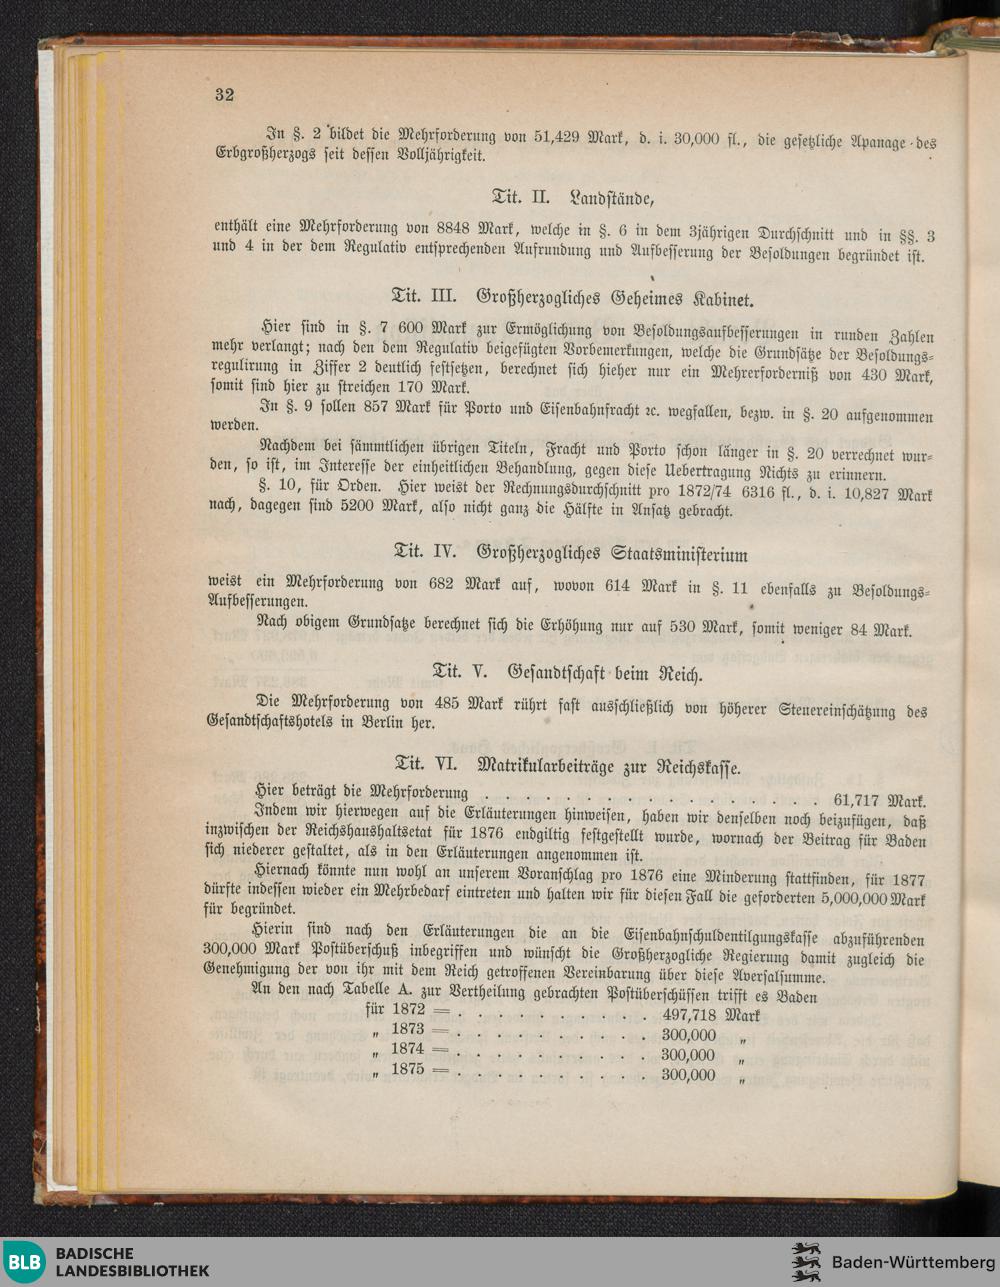 32
In §. 2 bildet die Mehrforderung von 51,429 Mark, d. i. 30,000 fl., die gesetzliche Apanage des
Erbgroßherzogs seit dessen Volljährigkeit.
Tit. II. Landstände,
enthält eine Mehrforderung von 8848 Mark, welche in §. 6 in dem 3jährigen Durchschnitt und in §§. 3
und 4 in der dem Regulativ entsprechenden Aufrundung und Aufbesserung der Besoldungen begründet ist.
Tit. III. Großherzogliches Geheimes Kabinet.
Hier sind in §. 7 600 Mark zur Ermöglichung von Besoldungsaufbesserungen in runden Zahlen
mehr verlangt; nach den dem Regulativ beigefügten Vorbemerkungen, welche die Grundsätze der Besoldungs-
regulirung in Ziffer 2 deutlich festsetzen, berechnet sich hieher nur ein Mehrerforderniß von 430 Mark,
somit sind hier zu streichen 170 Mark.
In §. 9 sollen 857 Mark für Porto und Eisenbahnfracht ꝛc. wegfallen, bezw. in §. 20 aufgenommen
werden.
Nachdem bei sämmtlichen übrigen Titeln, Fracht und Porto schon länger in §. 20 verrechnet wur-
den, so ist, im Interesse der einheitlichen Behandlung, gegen diese Uebertragung Nichts zu erinnern.
§. 10, für Orden. Hier weist der Rechnungsdurchschnitt pro 1872/74 6316 fl., d. i. 10,827 Mark
nach, dagegen sind 5200 Mark, also nicht ganz die Hälfte in Ansatz gebracht.
Tit. IV. Großherzogliches Staatsministerium
weist ein Mehrforderung von 682 Mark auf, wovon 614 Mark in §. 11 ebenfalls zu Besoldungs-
Aufbesserungen.
Nach obigem Grundsatze berechnet sich die Erhöhung nur auf 530 Mark, somit weniger 84 Mark.
Tit. V. Gesandtschaft beim Reich.
Die Mehrforderung von 485 Mark rührt fast ausschließlich von höherer Steuereinschätzung des
Gesandtschaftshotels in Berlin her.
Tit. VI. Matrikularbeiträge zur Reichskasse.
Hier beträgt die Mehrforderung . . . . . . . . . . . . . . . . . 61,717 Mark.
Indem wir hierwegen auf die Erläuterungen hinweisen, haben wir denselben noch beizufügen, daß
inzwischen der Reichshaushaltsetat für 1876 endgiltig festgestellt wurde, wornach der Beitrag für Baden
sich niederer gestaltet, als in den Erläuterungen angenommen ist.
Hiernach könnte nun wohl an unserem Voranschlag pro 1876 eine Minderung stattfinden, für 1877
dürfte indessen wieder ein Mehrbedarf eintreten und halten wir für diesen Fall die geforderten 5,000,000 Mark
für begründet.
Hierin sind nach den Erläuterungen die an die Eisenbahnschuldentilgungskasse abzuführenden
300,000 Mark Postüberschuß inbegriffen und wünscht die Großherzogliche Regierung damit zugleich die
Genehmigung der von ihr mit dem Reich getroffenen Vereinbarung über diese Aversalsumme.
An den nach Tabelle A. zur Vertheilung gebrachten Postüberschüssen trifft es Baden
für 1872 = . . . . . . . . . . 497,718 Mark
„ 1873 = . . . . . . . . . . 300,000 „
„ 1874 = . . . . . . . . . . 300,000 „
„ 1875 = . . . . . . . . . . 300,000 „
BLB BADISCHE
LANDESBIBLIOTHEK
Baden-Württemberg